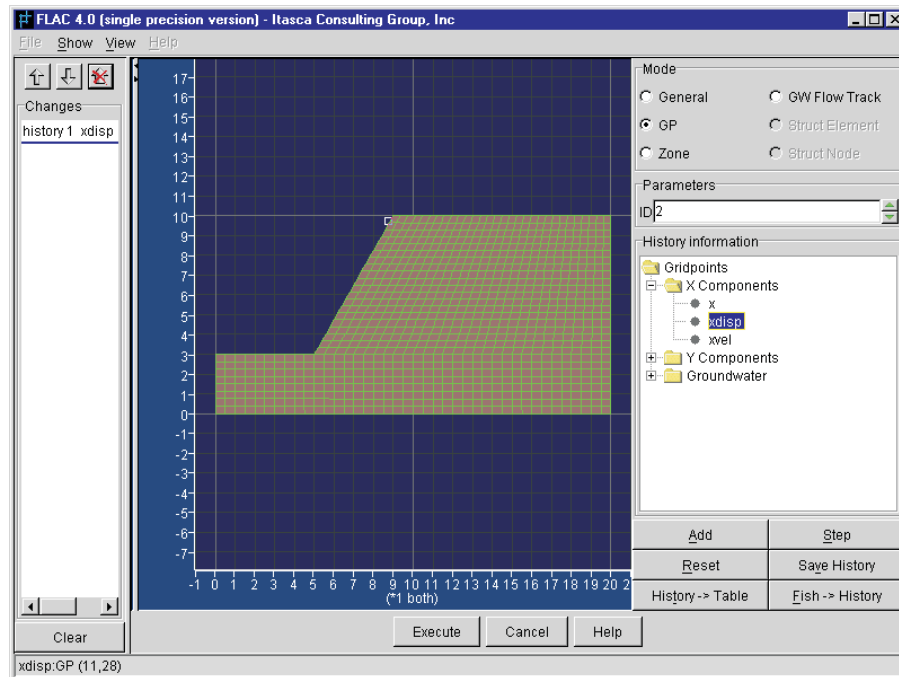 FLAC 4.0 (single precision version) - Itasca Consulting Group, Inc
File Show View Help
Changes
history 1 xdisp
Clear
17
16
15
14
13
12
11
10
9
8
7
6
5
4
3
2
1
0
-1
-2
-3
-4
-5
-6
-7
-1 0 1 2 3 4 5 6 7 8 9 10 11 12 13 14 15 16 17 18 19 20 2
(*1 both)
Mode
General GW Flow Track
GP Struct Element
Zone Struct Node
Parameters
ID 2
History information
Gridpoints
X Components
x
xdisp
xvel
Y Components
Groundwater
Add Step
Reset Save History
History -> Table Fish -> History
Execute Cancel Help
xdisp:GP (11,28)